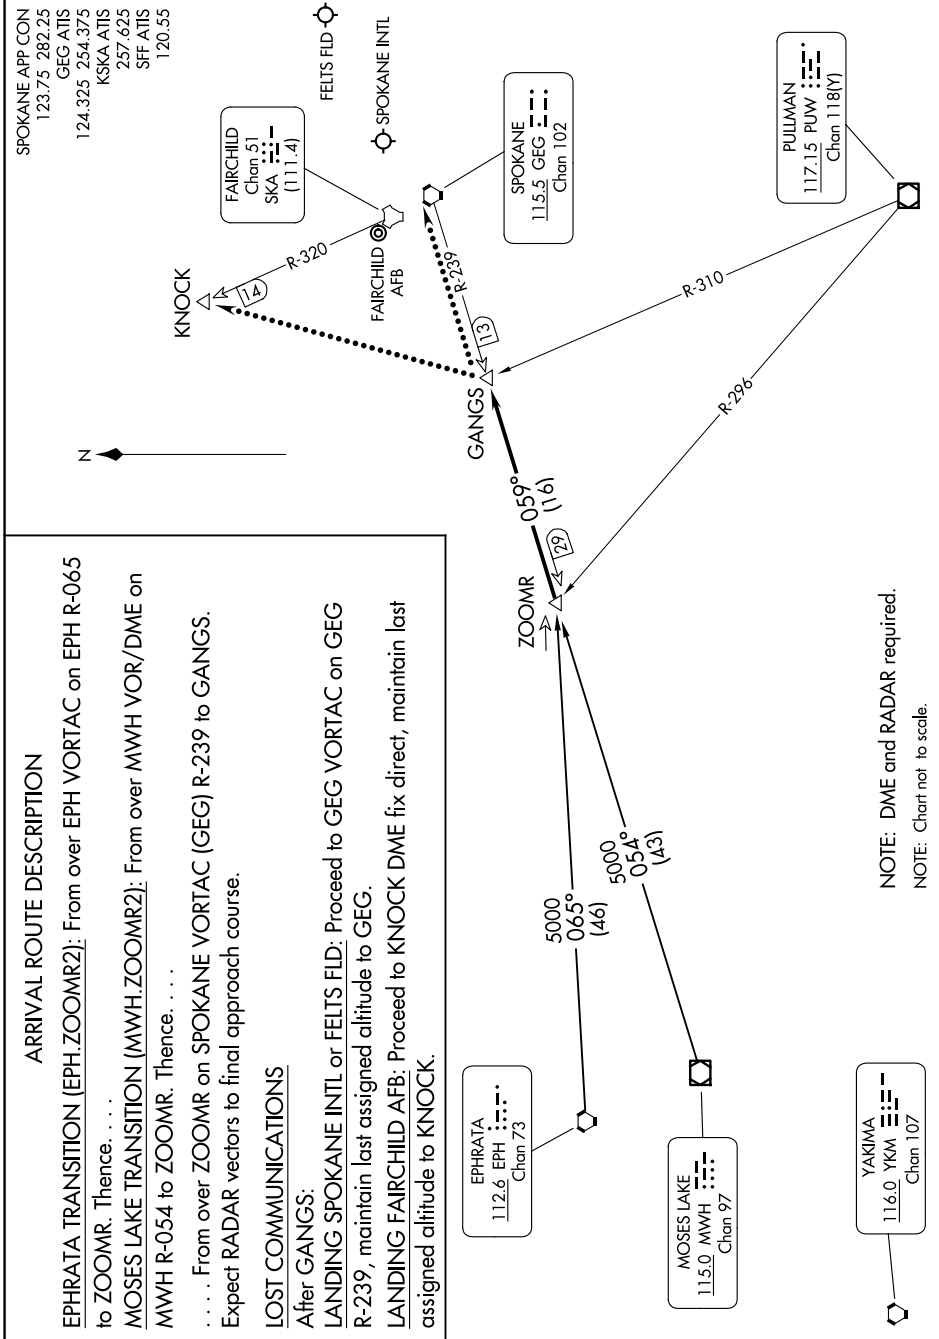 SPOKANE APP CON
123.75 282.25
GEG ATIS
124.325 254.375
KSKA ATIS
257.625
SFF ATIS
120.55
ARRIVAL ROUTE DESCRIPTION
EPHRATA TRANSITION (EPH.ZOOMR2): From over EPH VORTAC on EPH R-065
to ZOOMR. Thence. . . .
MOSES LAKE TRANSITION (MWH.ZOOMR2): From over MWH VOR/DME on
MWH R-054 to ZOOMR. Thence. . . .
. . . . From over ZOOMR on SPOKANE VORTAC (GEG) R-239 to GANGS.
Expect RADAR vectors to final approach course.
LOST COMMUNICATIONS
After GANGS:
LANDING SPOKANE INTL or FELTS FLD: Proceed to GEG VORTAC on GEG
R-239, maintain last assigned altitude to GEG.
LANDING FAIRCHILD AFB: Proceed to KNOCK DME fix direct, maintain last
assigned altitude to KNOCK.
N
KNOCK
14
R-320
FAIRCHILD
Chan 51
SKA
(111.4)
FAIRCHILD
AFB
FELTS FLD
SPOKANE INTL
SPOKANE
115.5 GEG
Chan 102
R-239
13
GANGS
059°
(16)
29
ZOOMR
R-310
R-296
PULLMAN
117.15 PUW
Chan 118(Y)
5000
065°
(46)
5000
054°
(43)
EPHRATA
112.6 EPH
Chan 73
MOSES LAKE
115.0 MWH
Chan 97
YAKIMA
116.0 YKM
Chan 107
NOTE: DME and RADAR required.
NOTE: Chart not to scale.